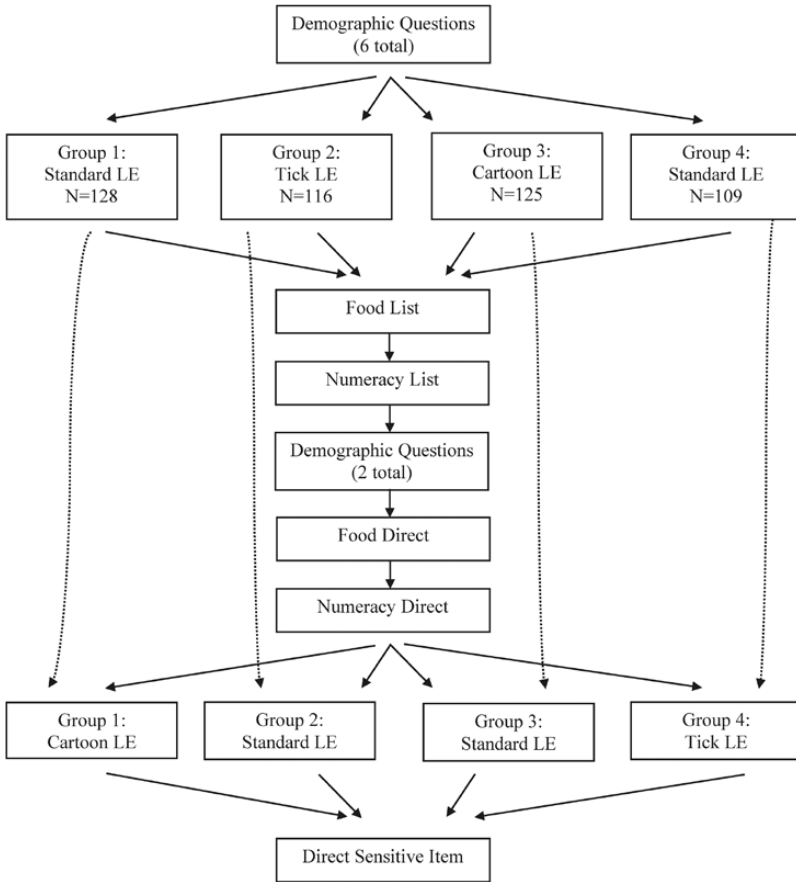 Demographic Questions
(6 total)
Group 1:
Standard LE
N=128
Group 2:
Tick LE
N=116
Group 3:
Cartoon LE
N=125
Group 4:
Standard LE
N=109
Food List
Numeracy List
Demographic Questions
(2 total)
Food Direct
Numeracy Direct
Group 1:
Cartoon LE
Group 2:
Standard LE
Group 3:
Standard LE
Group 4:
Tick LE
Direct Sensitive Item